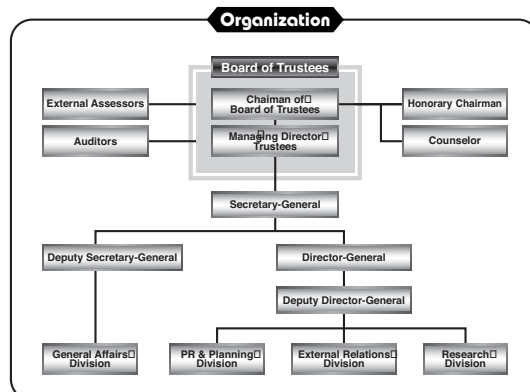 Organization
Board of Trustees
External Assessors
Chaiman of
Board of Trustees
Honorary Chairman
Auditors
Managing Director
Trustees
Counselor
Secretary-General
Deputy Secretary-General
Director-General
Deputy Director-General
General Affairs
Division
PR & Planning
Division
External Relations
Division
Research
Division